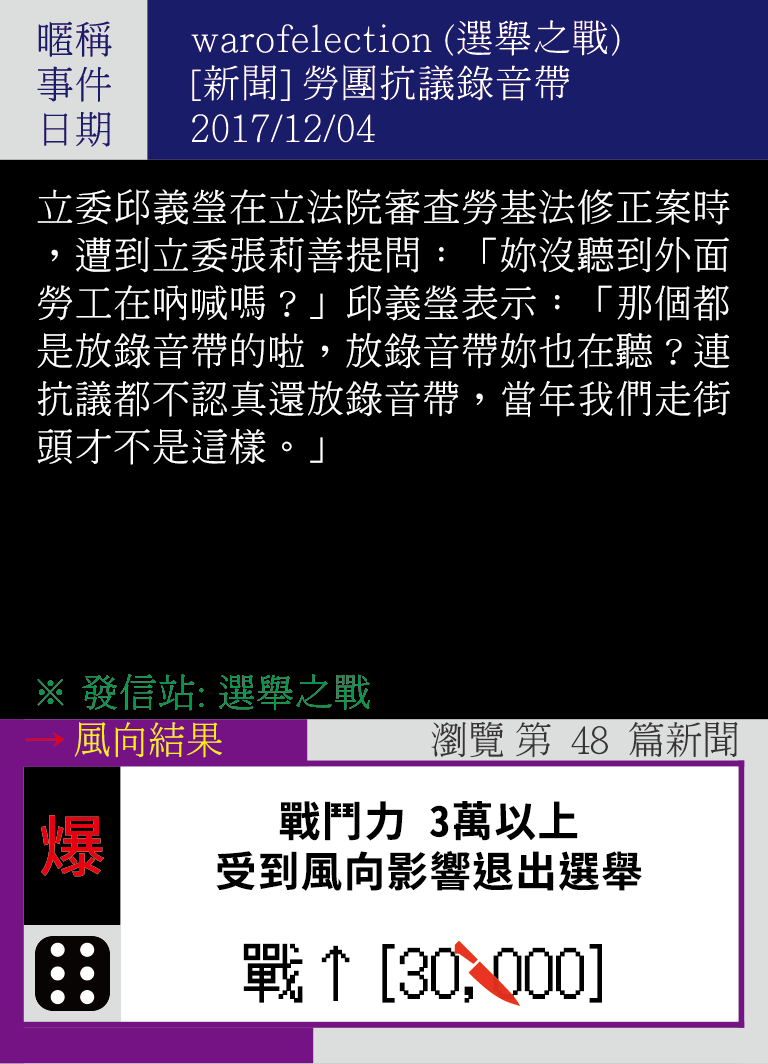 暱稱 warofelection (選舉之戰)
事件 [新聞] 勞團抗議錄音帶
日期 2017/12/04
立委邱義瑩在立法院審查勞基法修正案時
，遭到立委張莉善提問：「妳沒聽到外面
勞工在吶喊嗎？」邱義瑩表示：「那個都
是放錄音帶的啦，放錄音帶妳也在聽？連
抗議都不認真還放錄音帶，當年我們走街
頭才不是這樣。」
※ 發信站: 選舉之戰
→ 風向結果
瀏覽 第 48 篇新聞
爆
戰鬥力 3萬以上
受到風向影響退出選舉
戰↑[30,000]